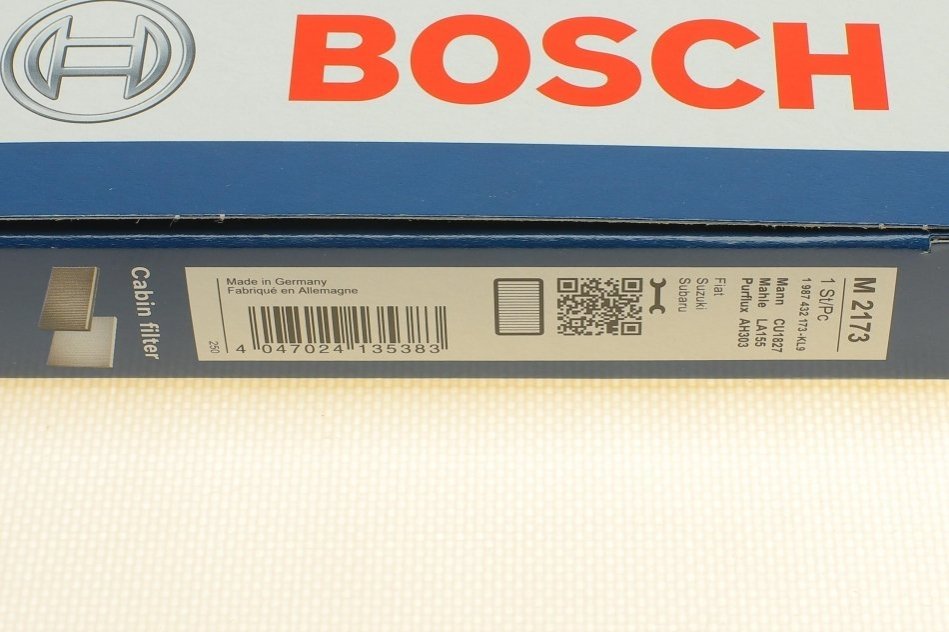 BOSCH
Cabin filter
Made in Germany
Fabriqué en Allemagne
250
4 047024 135383
Fiat
Suzuki
Subaru
M 2173
1 St/Pc
1 987 432 173-KL9
Mann CU1827
Mahle LA155
Purflux AH303